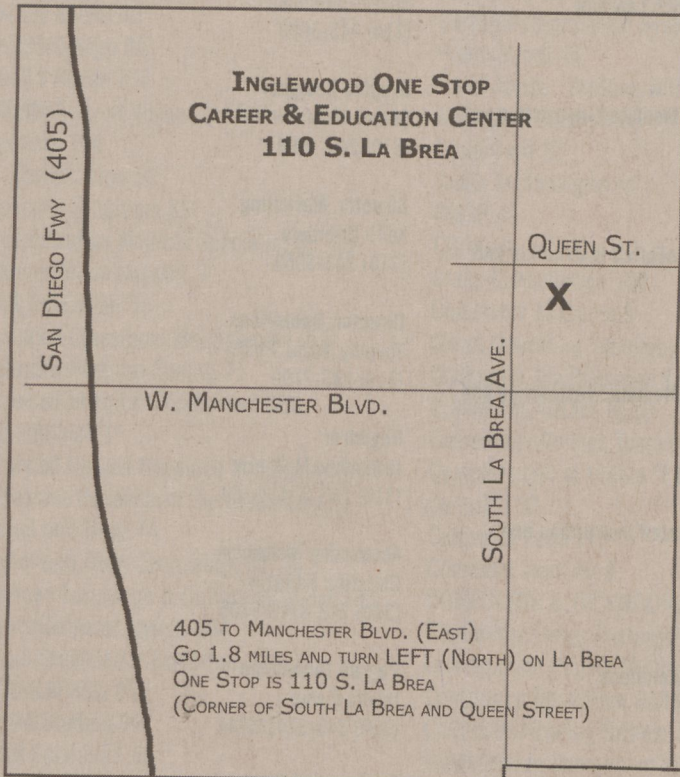 INGLEWOOD ONE STOP
CAREER & EDUCATION CENTER
110 S. LA BREA
SAN DIEGO FWY (405)
QUEEN ST.
X
W. MANCHESTER BLVD.
SOUTH LA BREA AVE.
405 TO MANCHESTER BLVD. (EAST)
GO 1.8 MILES AND TURN LEFT (NORTH) ON LA BREA
ONE STOP IS 110 S. LA BREA
(CORNER OF SOUTH LA BREA AND QUEEN STREET)